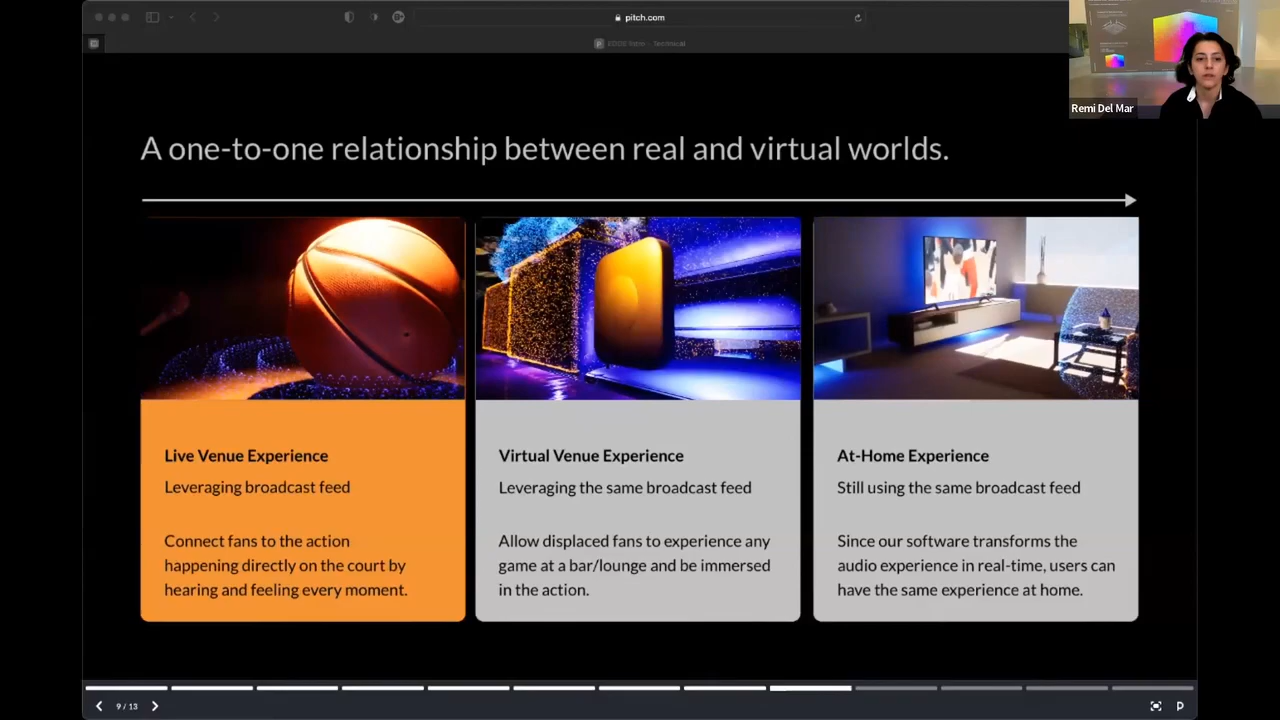 pitch.com
Remi Del Mar
A one-to-one relationship between real and virtual worlds.
Live Venue Experience
Leveraging broadcast feed
Connect fans to the action
happening directly on the court by
hearing and feeling every moment.
Virtual Venue Experience
Leveraging the same broadcast feed
Allow displaced fans to experience any
game at a bar/lounge and be immersed
in the action.
At-Home Experience
Still using the same broadcast feed
Since our software transforms the
audio experience in real-time, users can
have the same experience at home.
9 / 13